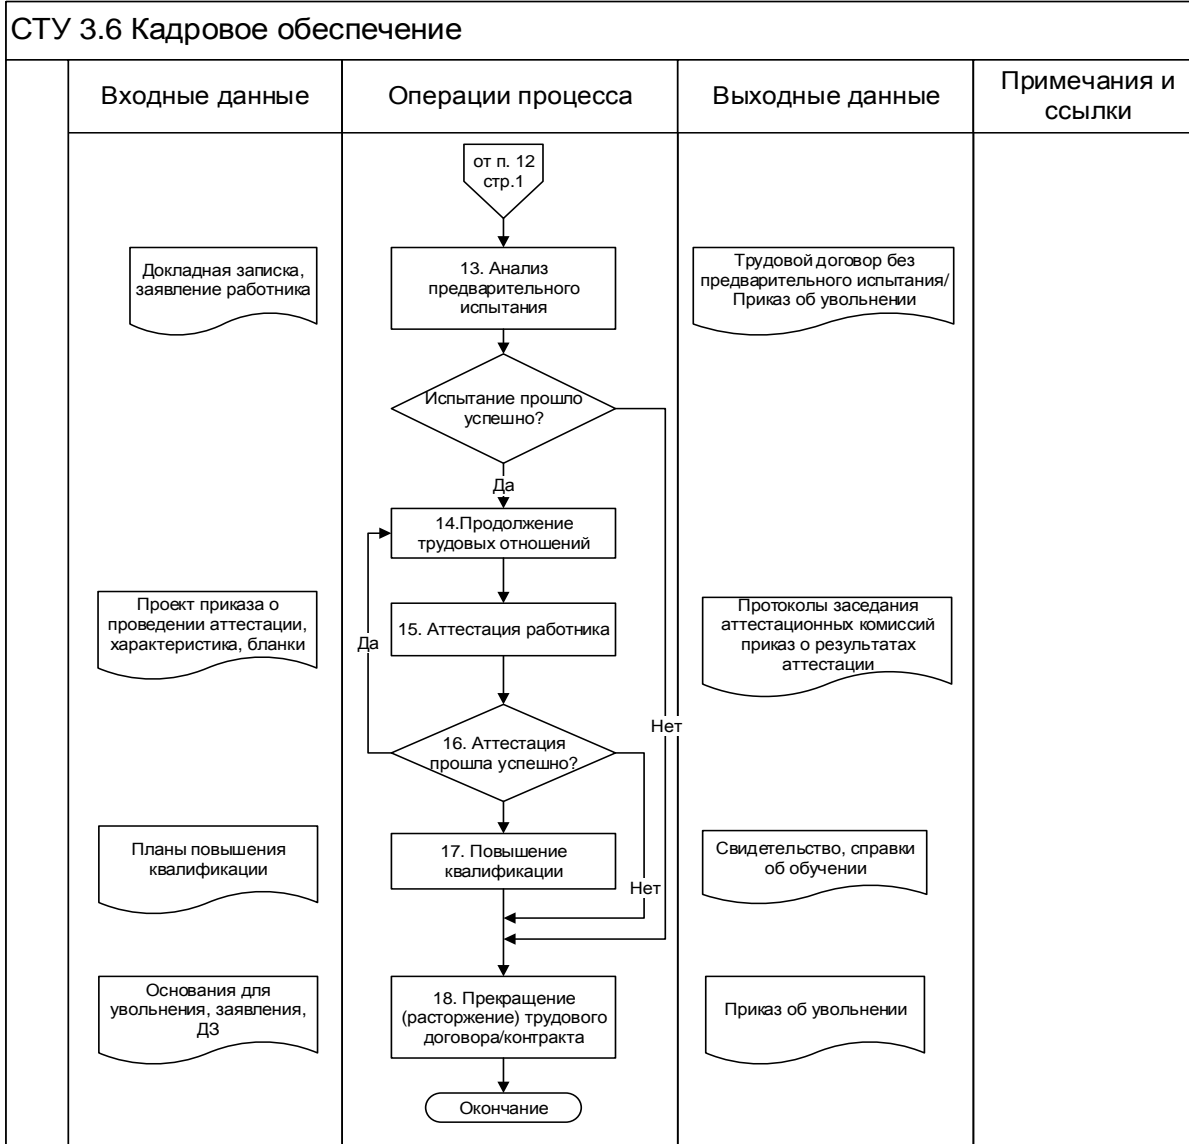 СТУ 3.6 Кадровое обеспечение
Входные данные
Операции процесса
Выходные данные
Примечания и
ссылки
от п. 12
стр.1
Докладная записка,
заявление работника
13. Анализ
предварительного
испытания
Трудовой договор без
предварительного испытания/
Приказ об увольнении
Испытание прошло
успешно?
Да
14.Продолжение
трудовых отношений
Проект приказа о
проведении аттестации,
характеристика, бланки
Да
15. Аттестация работника
Протоколы заседания
аттестационных комиссий
приказ о результатах
аттестации
Нет
16. Аттестация
прошла успешно?
Планы повышения
квалификации
17. Повышение
квалификации
Нет
Свидетельство, справки
об обучении
Основания для
увольнения, заявления,
ДЗ
18. Прекращение
(расторжение) трудового
договора/контракта
Приказ об увольнении
Окончание